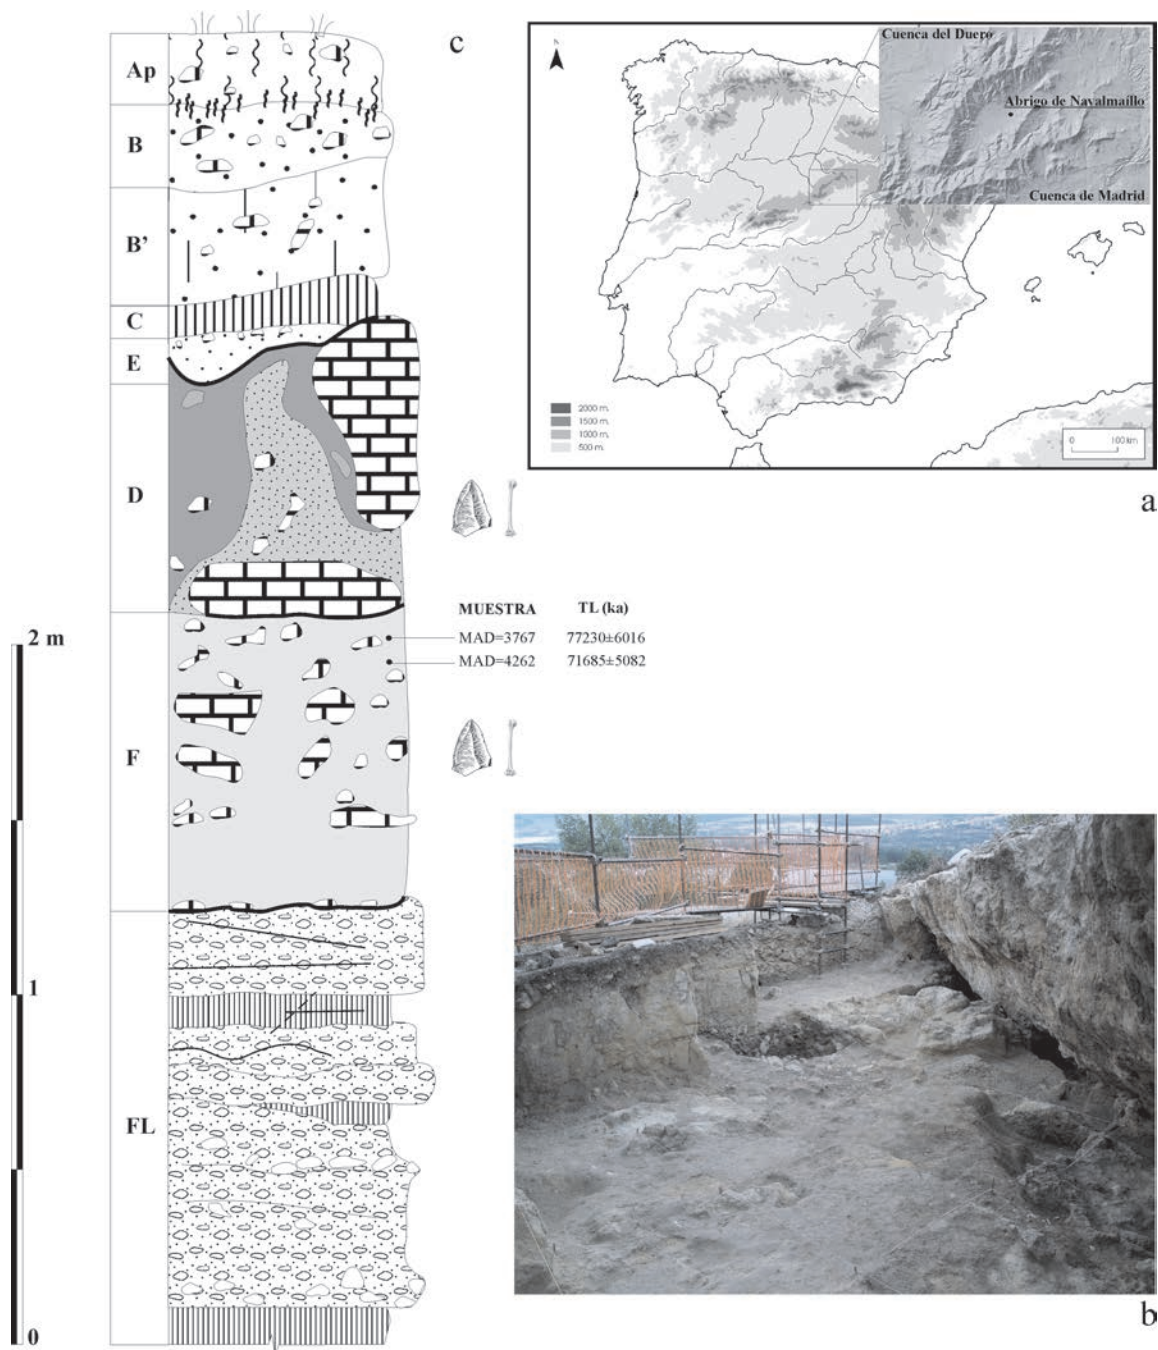 c
Ap
B
B'
C
E
D
F
FL
2 m
1
0
MUESTRA TL (ka)
MAD=3767 77230±6016
MAD=4262 71685±5082
Cuenca del Duero
Abrigo de Navalmaíllo
Cuenca de Madrid
N
2000 m.
1500 m.
1000 m.
500 m.
0 100 km
a
b